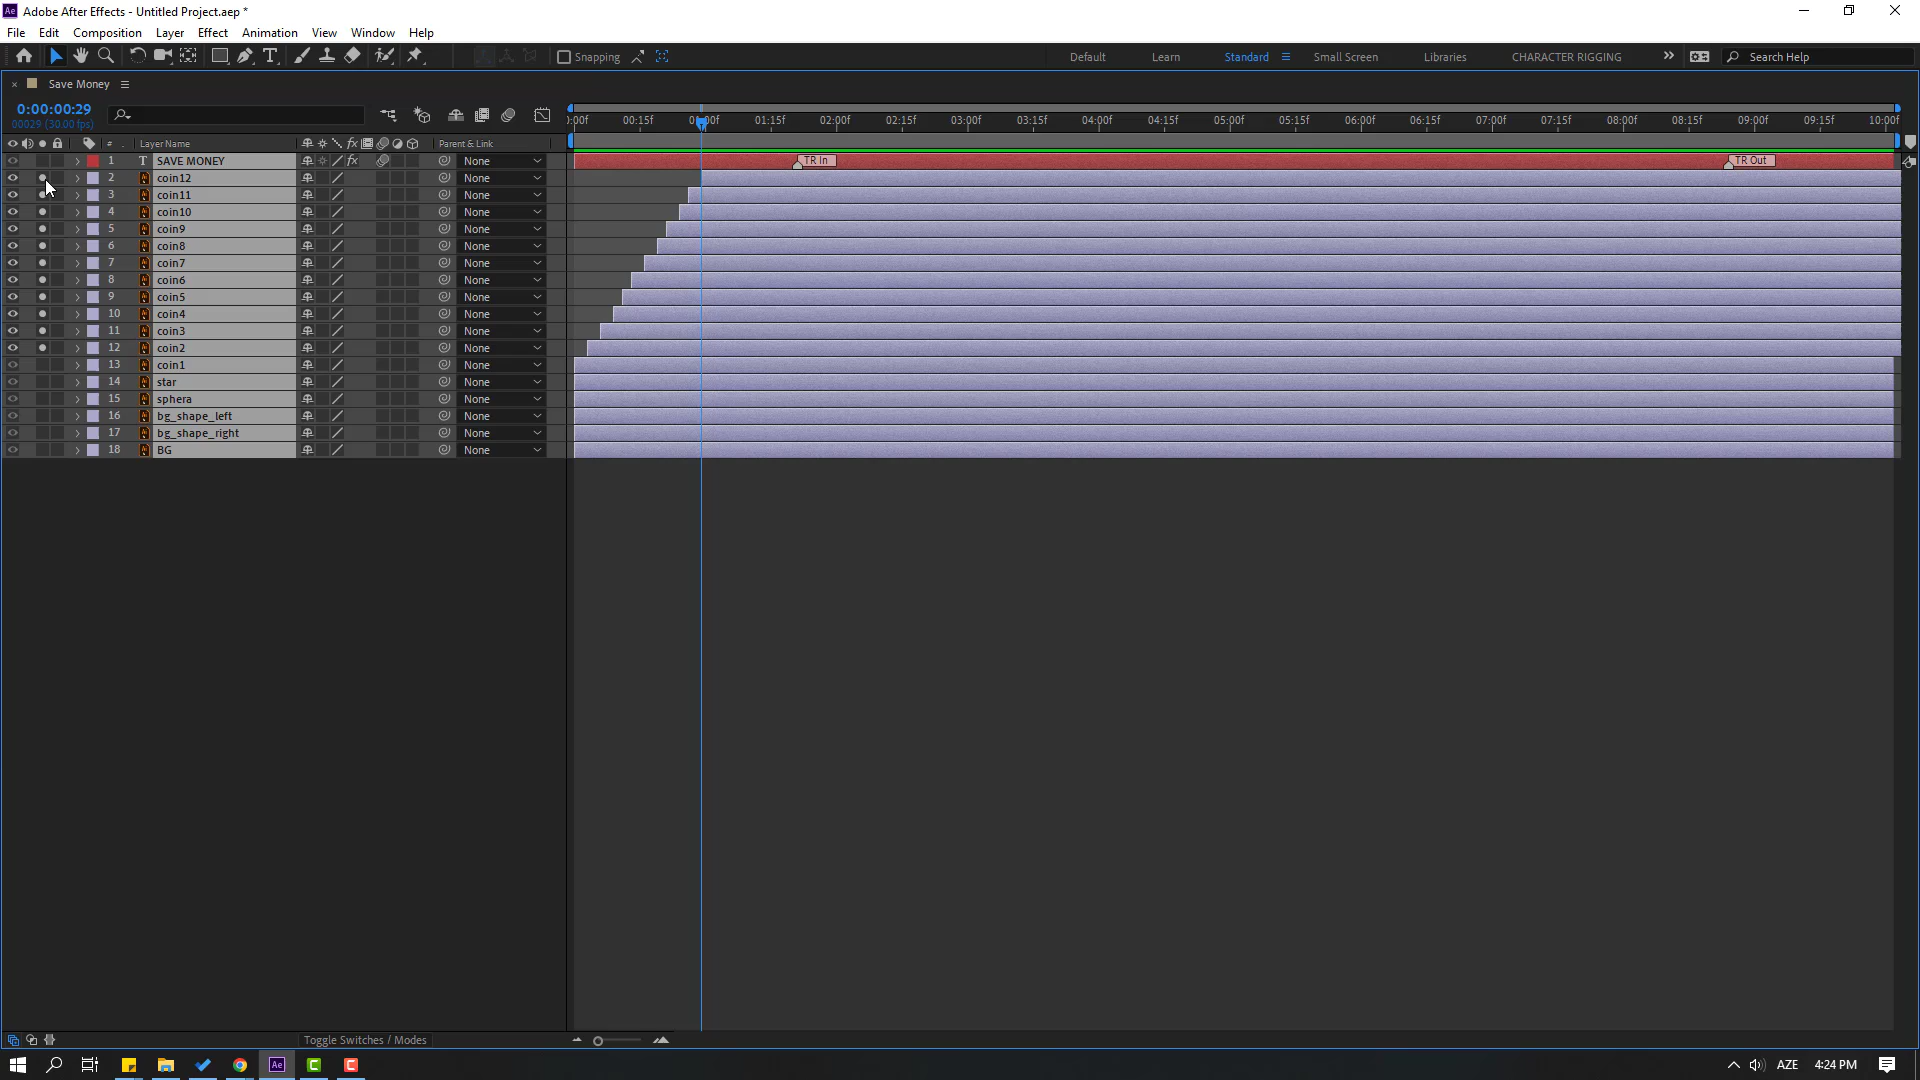 Adobe After Effects - Untitled Project.aep *
File Edit Composition Layer Effect Animation View Window Help
Snapping Default Learn Standard Small Screen Libraries CHARACTER RIGGING Search Help
Save Money
0:00:00:29
00029 (30.00 fps)
:00f 00:15f 01:00f 01:15f 02:00f 02:15f 03:00f 03:15f 04:00f 04:15f 05:00f 05:15f 06:00f 06:15f 07:00f 07:15f 08:00f 08:15f 09:00f 09:15f 10:00f
# . Layer Name fx Parent & Link
1 T SAVE MONEY fx None TR In TR Out
2 coin12 None
3 coin11 None
4 coin10 None
5 coin9 None
6 coin8 None
7 coin7 None
8 coin6 None
9 coin5 None
10 coin4 None
11 coin3 None
12 coin2 None
13 coin1 None
14 star None
15 sphera None
16 bg_shape_left None
17 bg_shape_right None
18 BG None
Toggle Switches / Modes
AZE 4:24 PM